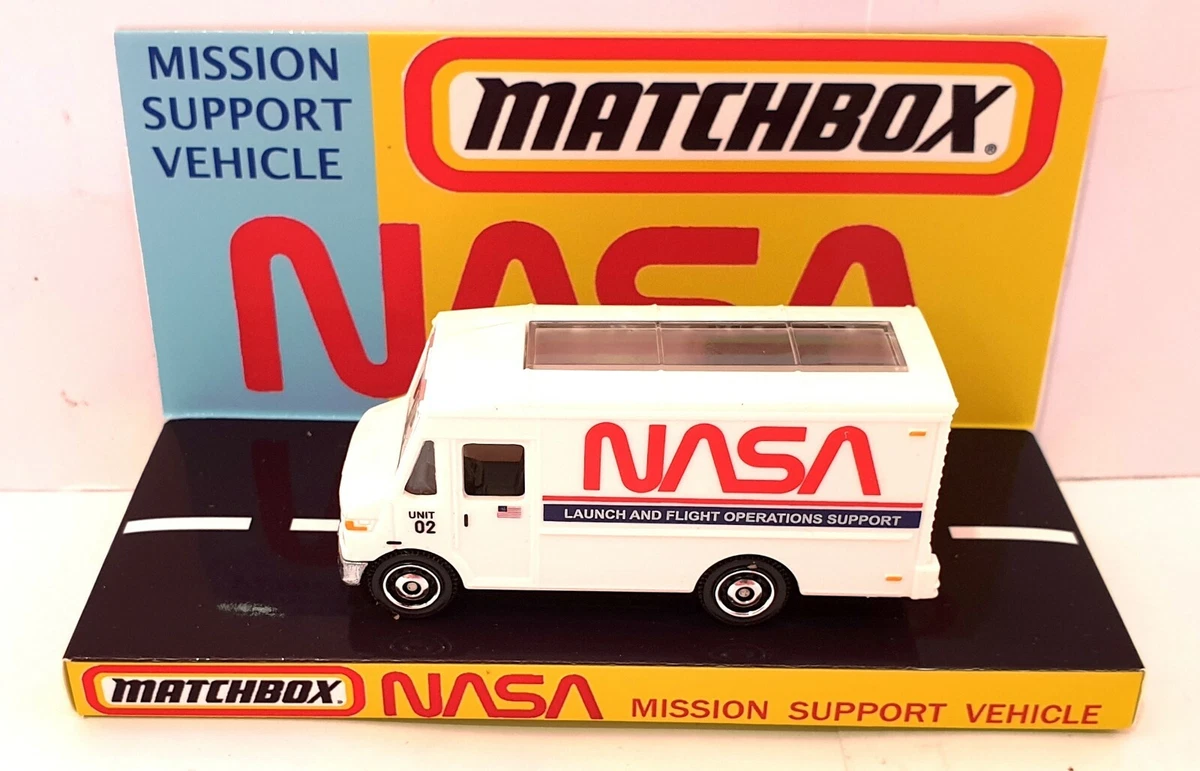 MISSION
SUPPORT
VEHICLE
MATCHBOX®
NASA
NASA
LAUNCH AND FLIGHT OPERATIONS SUPPORT
UNIT
02
MATCHBOX. NASA MISSION SUPPORT VEHICLE